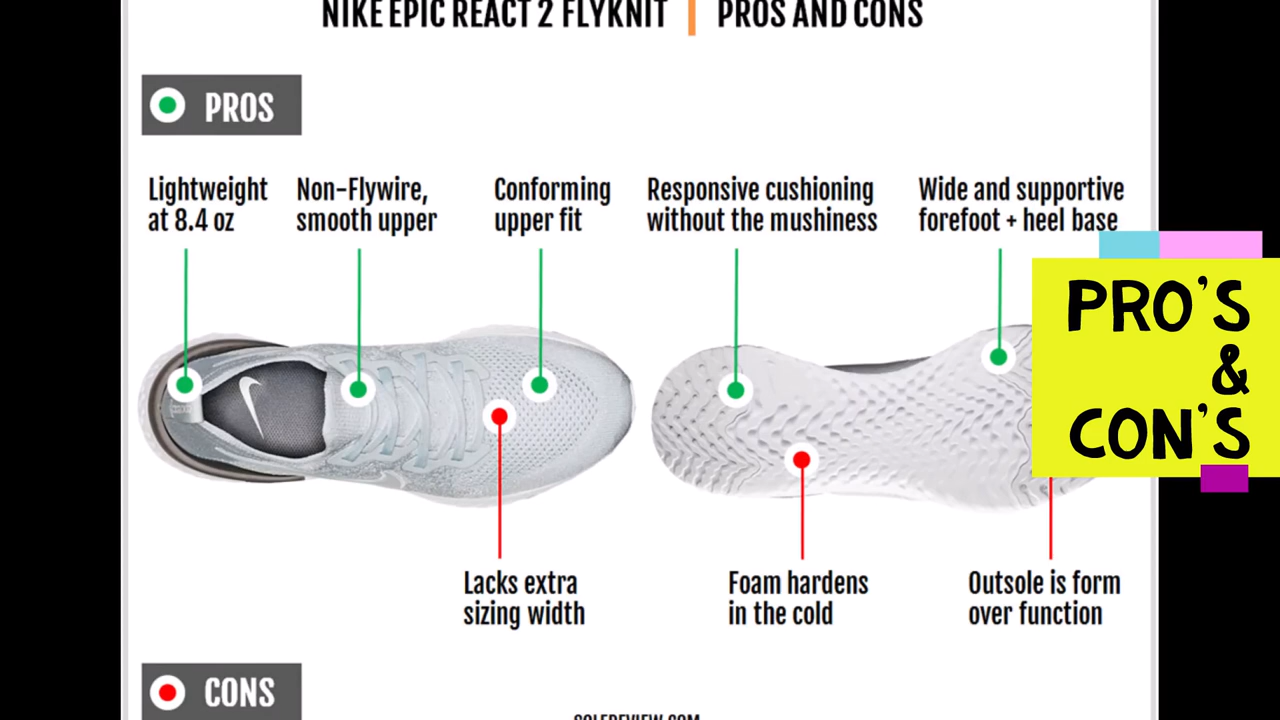 NIKE EPIC REACT 2 FLYKNIT | PROS AND CONS
PROS
Lightweight
at 8.4 oz
Non-Flywire,
smooth upper
Conforming
upper fit
Responsive cushioning
without the mushiness
Wide and supportive
forefoot + heel base
PRO'S
&
CON'S
Lacks extra
sizing width
Foam hardens
in the cold
Outsole is form
over function
CONS
SOLEREVIEW.COM